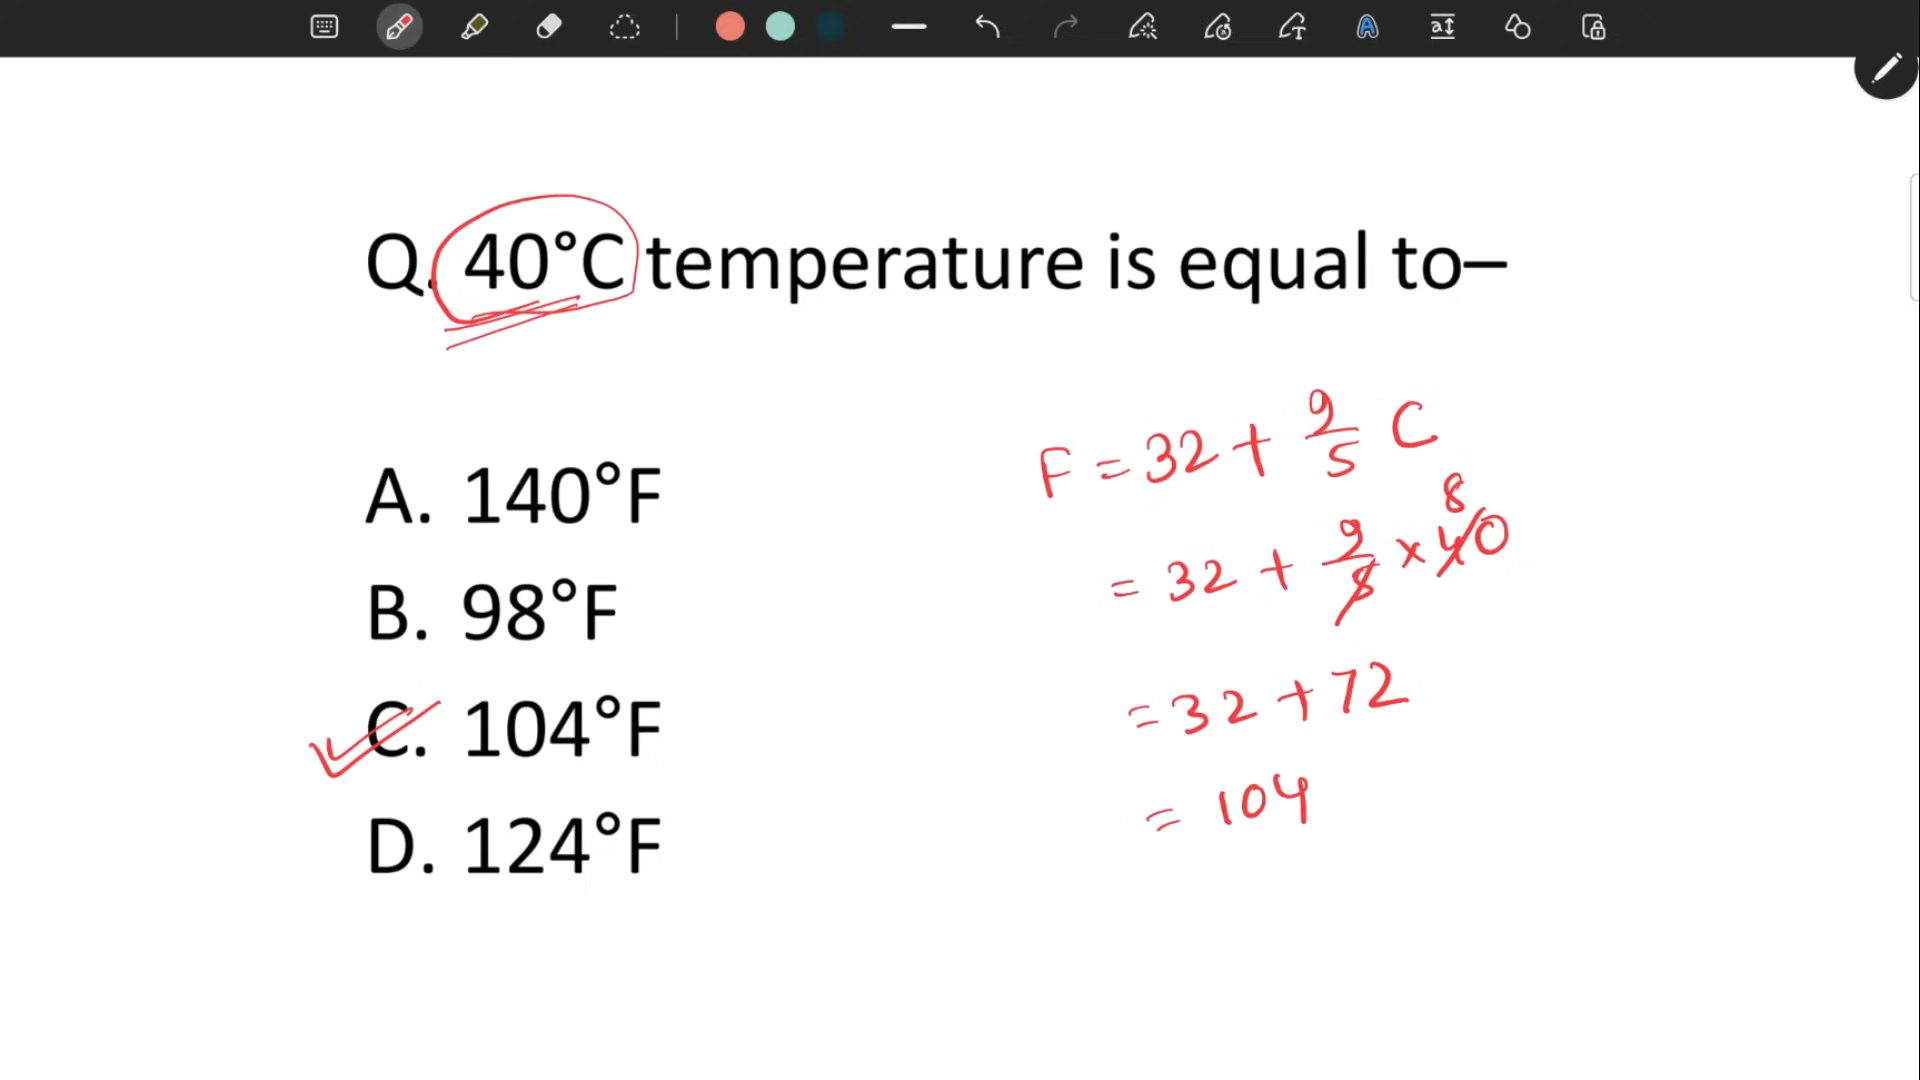 Q. 40°C temperature is equal to–
A. 140°F
B. 98°F
C. 104°F
D. 124°F
F = 32 + 9/5 C
= 32 + 9/5 × 40 8
= 32 + 72
= 104